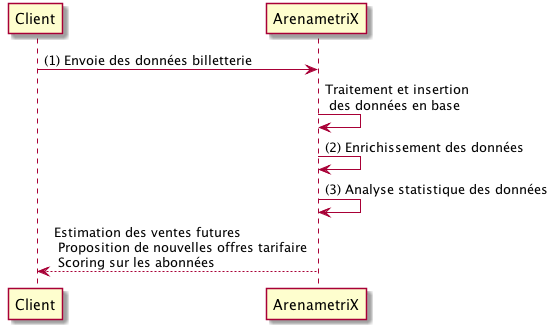 Client
ArenametriX
(1) Envoie des données billetterie
Traitement et insertion
des données en base
(2) Enrichissement des données
(3) Analyse statistique des données
Estimation des ventes futures
Proposition de nouvelles offres tarifaire
Scoring sur les abonnées
Client
ArenametriX